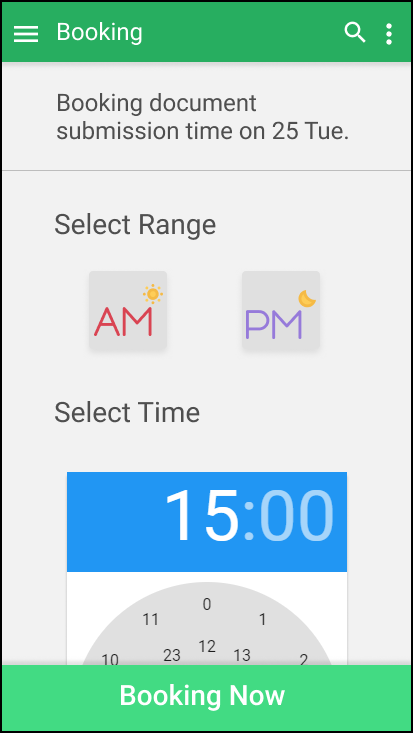 Booking
Booking document
submission time on 25 Tue.
Select Range
AM
PM
Select Time
15:00
0
11 1
12
10 23 13 2
Booking Now